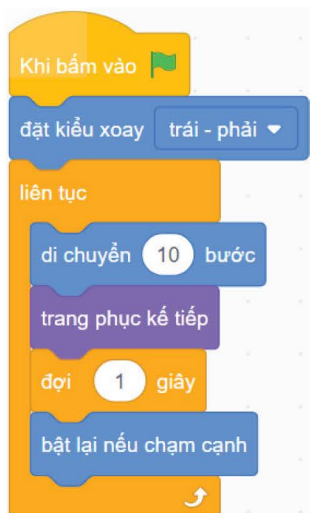 Khi bấm vào
đặt kiểu xoay trái - phải
liên tục
di chuyển 10 bước
trang phục kế tiếp
đợi 1 giây
bật lại nếu chạm cạnh